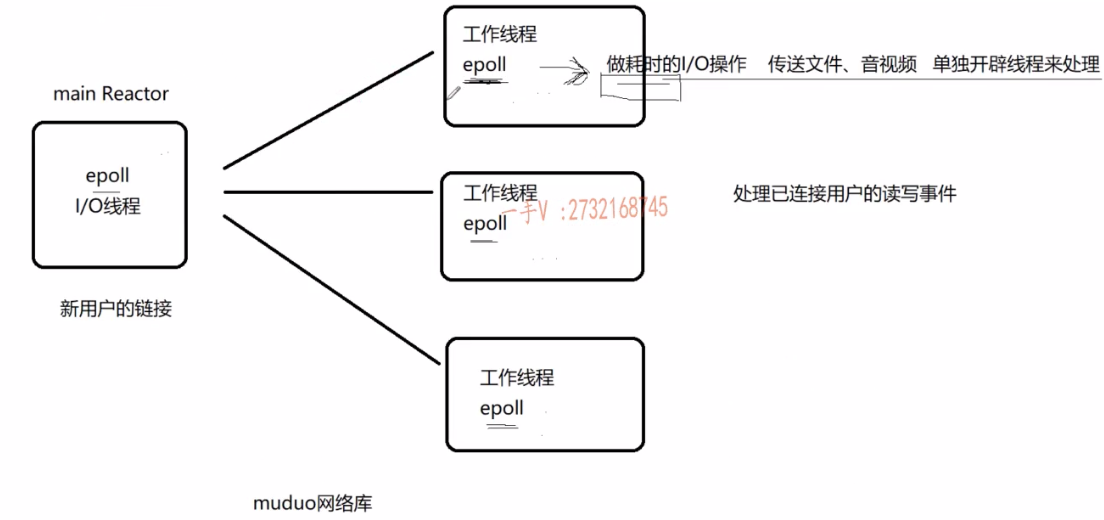 工作线程
epoll
做耗时的I/O操作 传送文件、音视频 单独开辟线程来处理
main Reactor
epoll
I/O线程
工作线程
epoll
一手V :2732168745
处理已连接用户的读写事件
新用户的链接
工作线程
epoll
muduo网络库